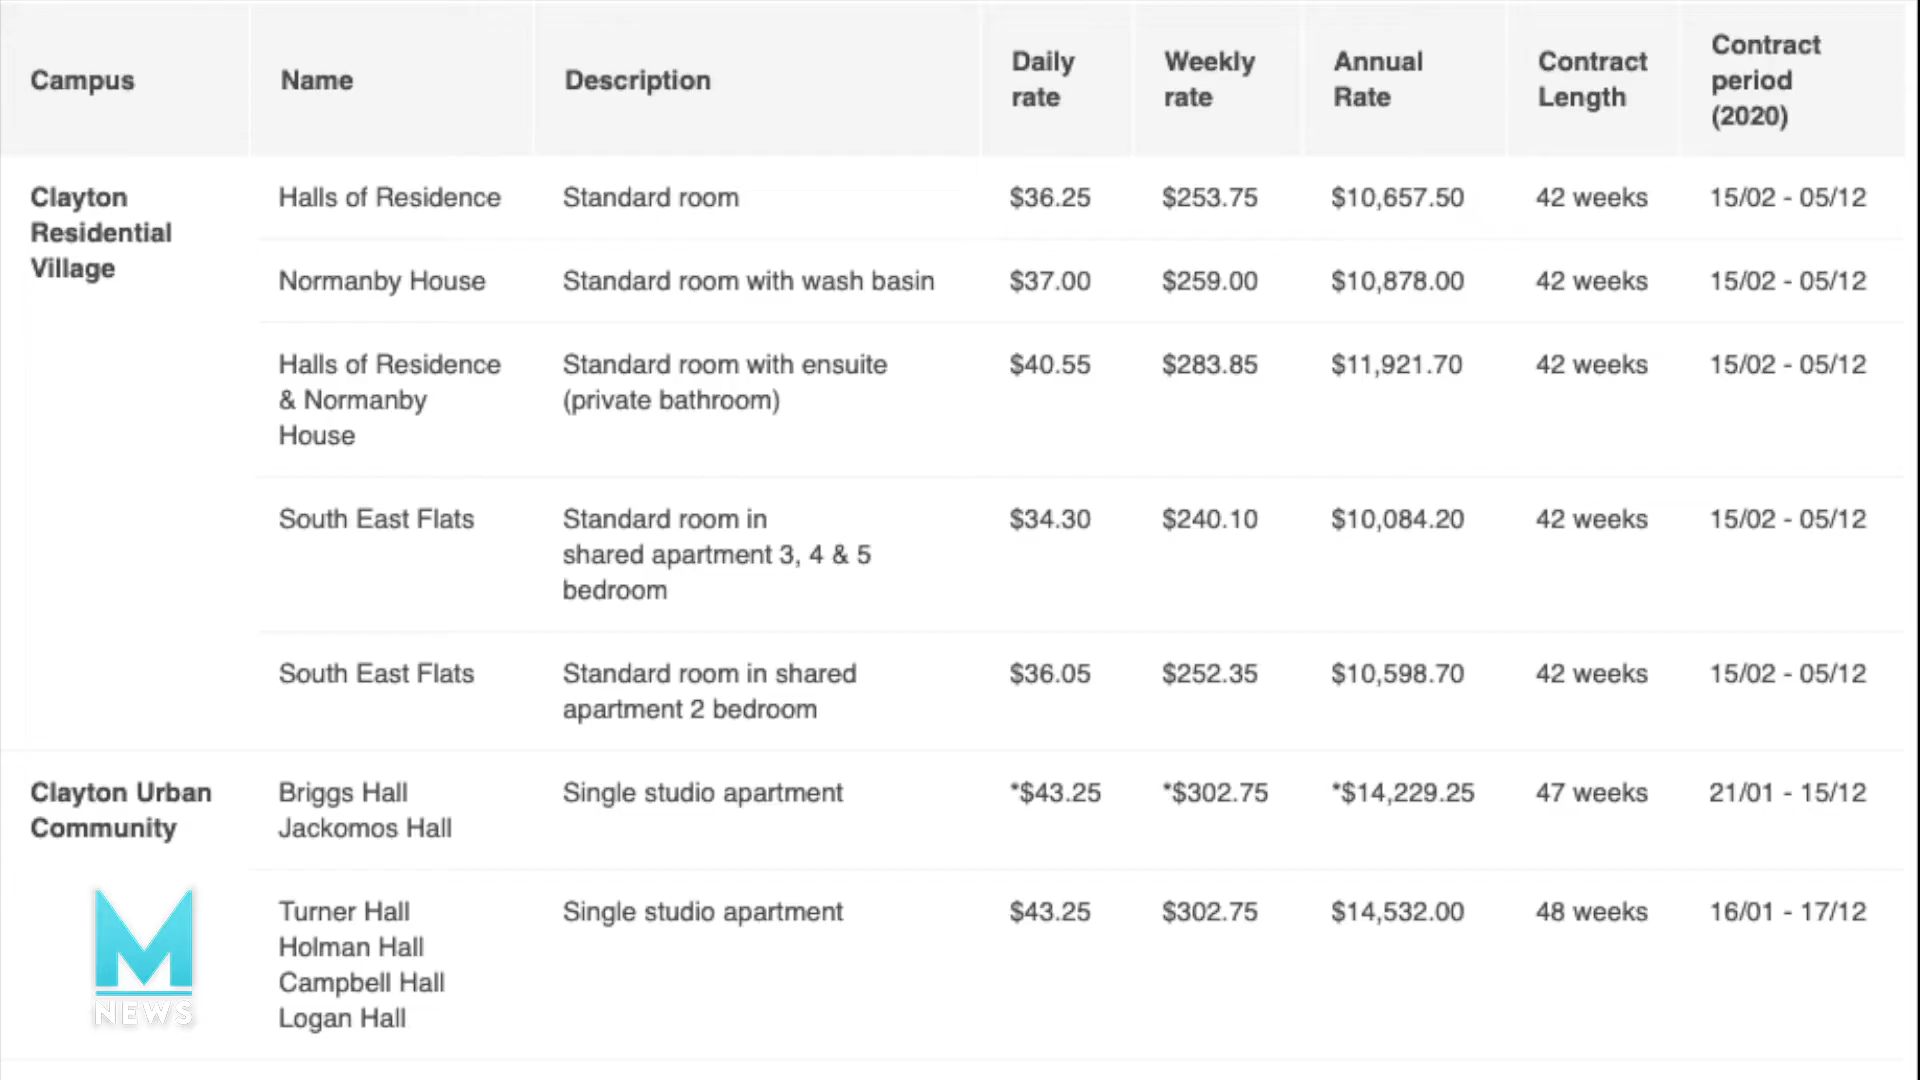 Campus Name Description Daily rate Weekly rate Annual Rate Contract Length Contract period (2020)
Clayton Residential Village
Halls of Residence Standard room $36.25 $253.75 $10,657.50 42 weeks 15/02 - 05/12
Normanby House Standard room with wash basin $37.00 $259.00 $10,878.00 42 weeks 15/02 - 05/12
Halls of Residence & Normanby House Standard room with ensuite (private bathroom) $40.55 $283.85 $11,921.70 42 weeks 15/02 - 05/12
South East Flats Standard room in shared apartment 3, 4 & 5 bedroom $34.30 $240.10 $10,084.20 42 weeks 15/02 - 05/12
South East Flats Standard room in shared apartment 2 bedroom $36.05 $252.35 $10,598.70 42 weeks 15/02 - 05/12
Clayton Urban Community
Briggs Hall Jackomos Hall Single studio apartment *$43.25 *$302.75 *$14,229.25 47 weeks 21/01 - 15/12
Turner Hall Holman Hall Campbell Hall Logan Hall Single studio apartment $43.25 $302.75 $14,532.00 48 weeks 16/01 - 17/12
M
NEWS